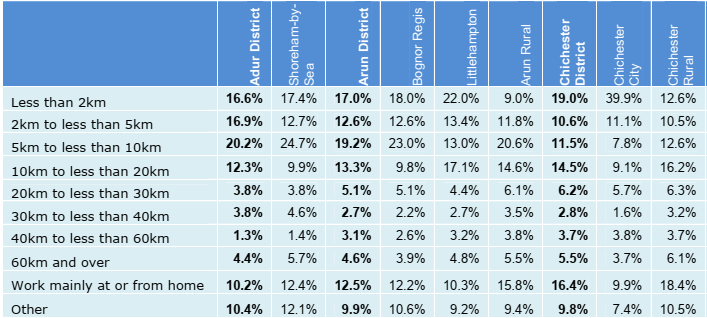 Adur District Shoreham-by-Sea Arun District Bognor Regis Littlehampton Arun Rural Chichester District Chichester City Chichester Rural
Less than 2km 16.6% 17.4% 17.0% 18.0% 22.0% 9.0% 19.0% 39.9% 12.6%
2km to less than 5km 16.9% 12.7% 12.6% 12.6% 13.4% 11.8% 10.6% 11.1% 10.5%
5km to less than 10km 20.2% 24.7% 19.2% 23.0% 13.0% 20.6% 11.5% 7.8% 12.6%
10km to less than 20km 12.3% 9.9% 13.3% 9.8% 17.1% 14.6% 14.5% 9.1% 16.2%
20km to less than 30km 3.8% 3.8% 5.1% 5.1% 4.4% 6.1% 6.2% 5.7% 6.3%
30km to less than 40km 3.8% 4.6% 2.7% 2.2% 2.7% 3.5% 2.8% 1.6% 3.2%
40km to less than 60km 1.3% 1.4% 3.1% 2.6% 3.2% 3.8% 3.7% 3.8% 3.7%
60km and over 4.4% 5.7% 4.6% 3.9% 4.8% 5.5% 5.5% 3.7% 6.1%
Work mainly at or from home 10.2% 12.4% 12.5% 12.2% 10.3% 15.8% 16.4% 9.9% 18.4%
Other 10.4% 12.1% 9.9% 10.6% 9.2% 9.4% 9.8% 7.4% 10.5%